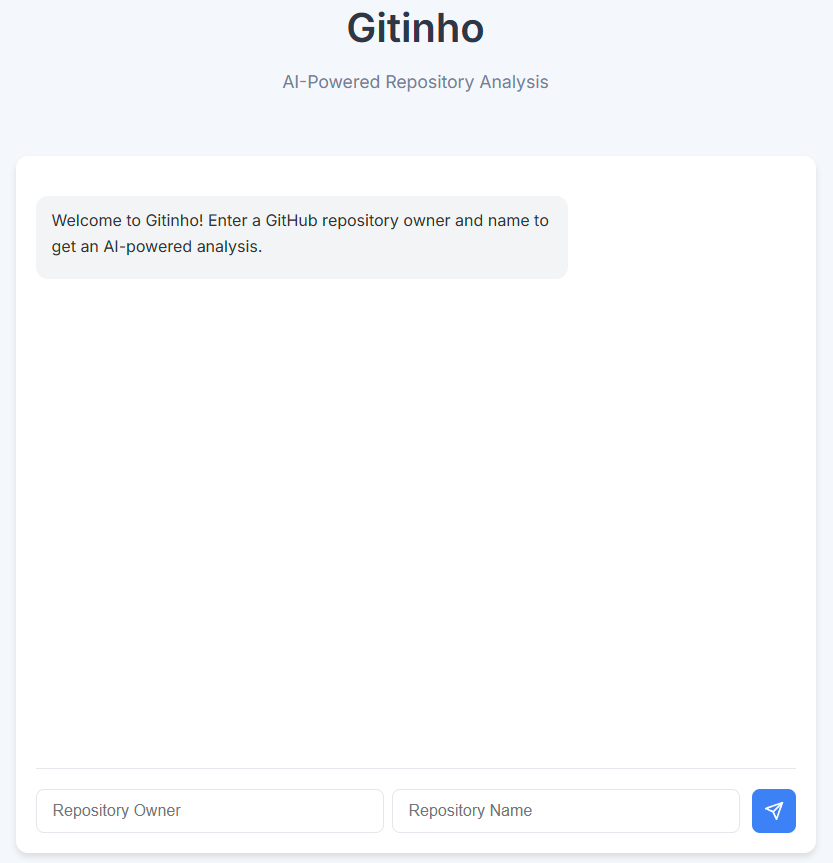 Gitinho
AI-Powered Repository Analysis
Welcome to Gitinho! Enter a GitHub repository owner and name to
get an AI-powered analysis.
Repository Owner
Repository Name